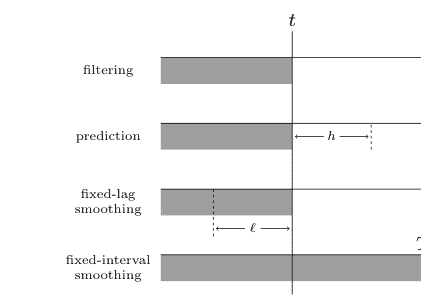 t
filtering
prediction
h
fixed-lag
smoothing
ℓ
fixed-interval
smoothing